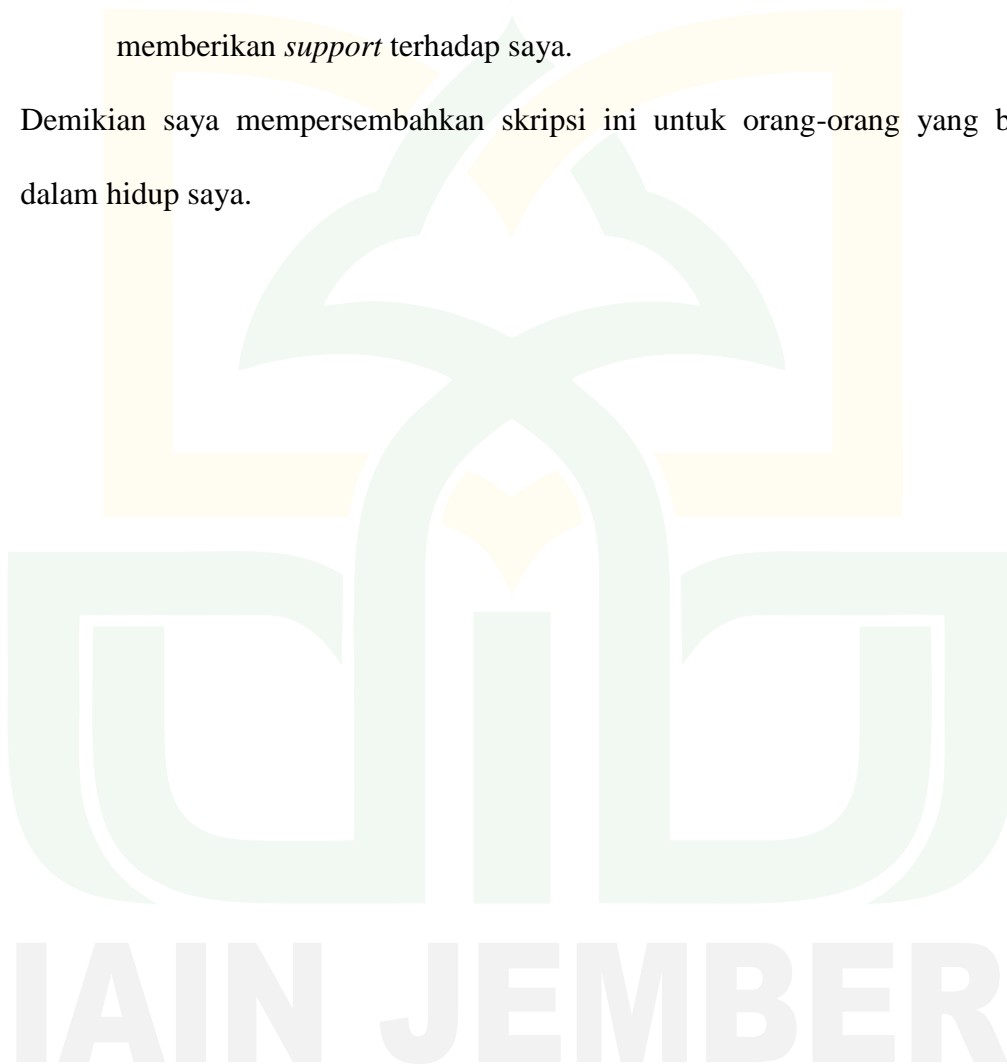 memberikan support terhadap saya.
Demikian saya mempersembahkan skripsi ini untuk orang-orang yang
dalam hidup saya.
IAIN JEMBER